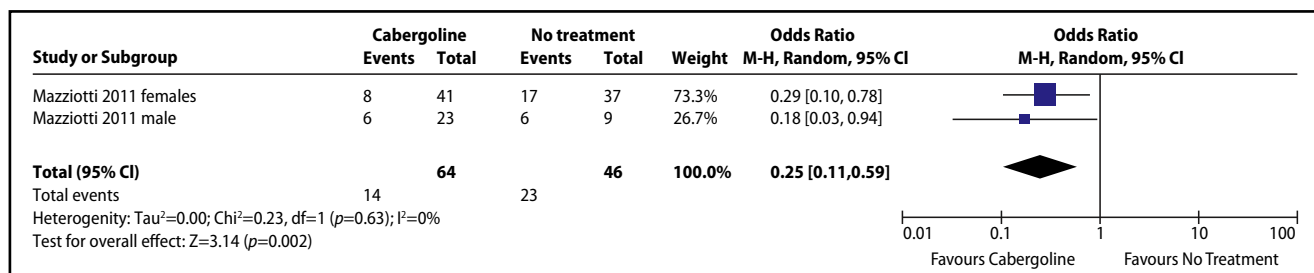 Cabergoline No treatment Odds Ratio Odds Ratio
Study or Subgroup Events Total Events Total Weight M-H, Random, 95% Cl M-H, Random, 95% Cl
Mazziotti 2011 females 8 41 17 37 73.3% 0.29 [0.10, 0.78]
Mazziotti 2011 male 6 23 6 9 26.7% 0.18 [0.03, 0.94]
Total (95% Cl) 64 46 100.0% 0.25 [0.11,0.59]
Total events 14 23
Heterogenity: Tau²=0.00; Chi²=0.23, df=1 (p=0.63); I²=0%
Test for overall effect: Z=3.14 (p=0.002)
0.01 0.1 1 10 100
Favours Cabergoline Favours No Treatment